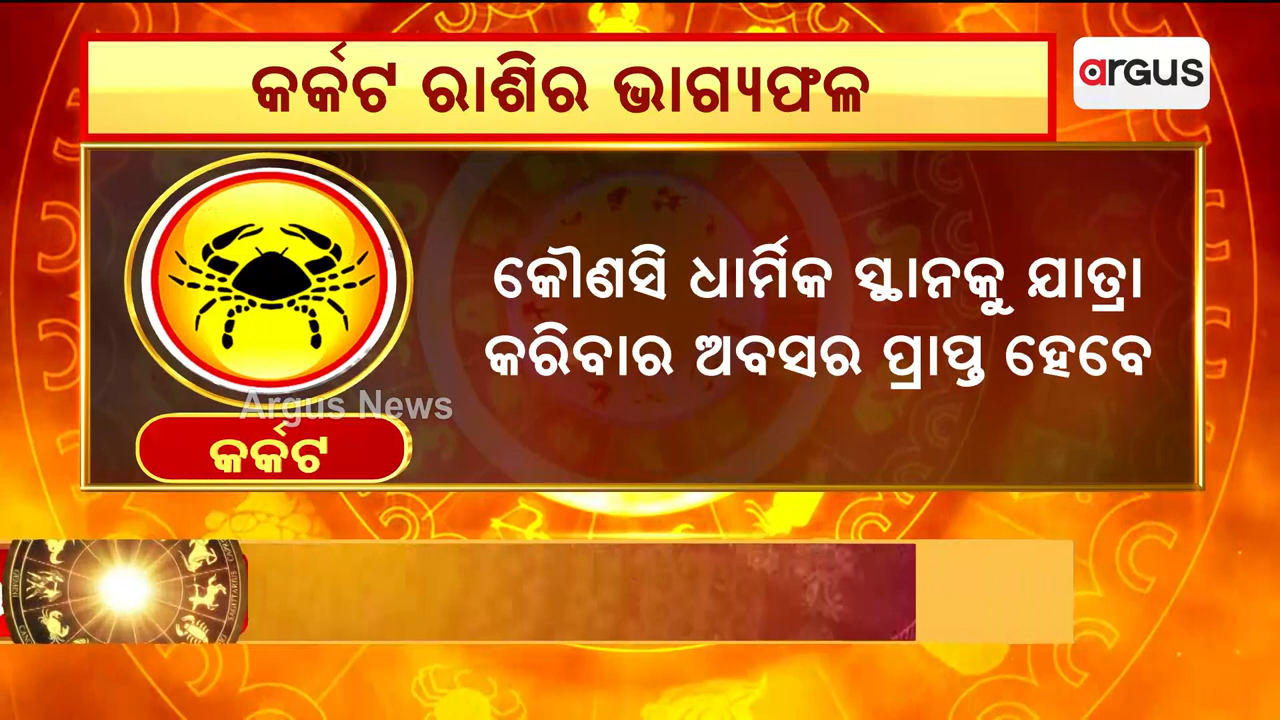 କର୍କଟ ରାଶିର ଭାଗ୍ୟଫଳ
argus
କୌଣସି ଧାର୍ମିକ ସ୍ଥାନକୁ ଯାତ୍ରା
କରିବାର ଅବସର ପ୍ରାପ୍ତ ହେବେ
Argus News
କର୍କଟ